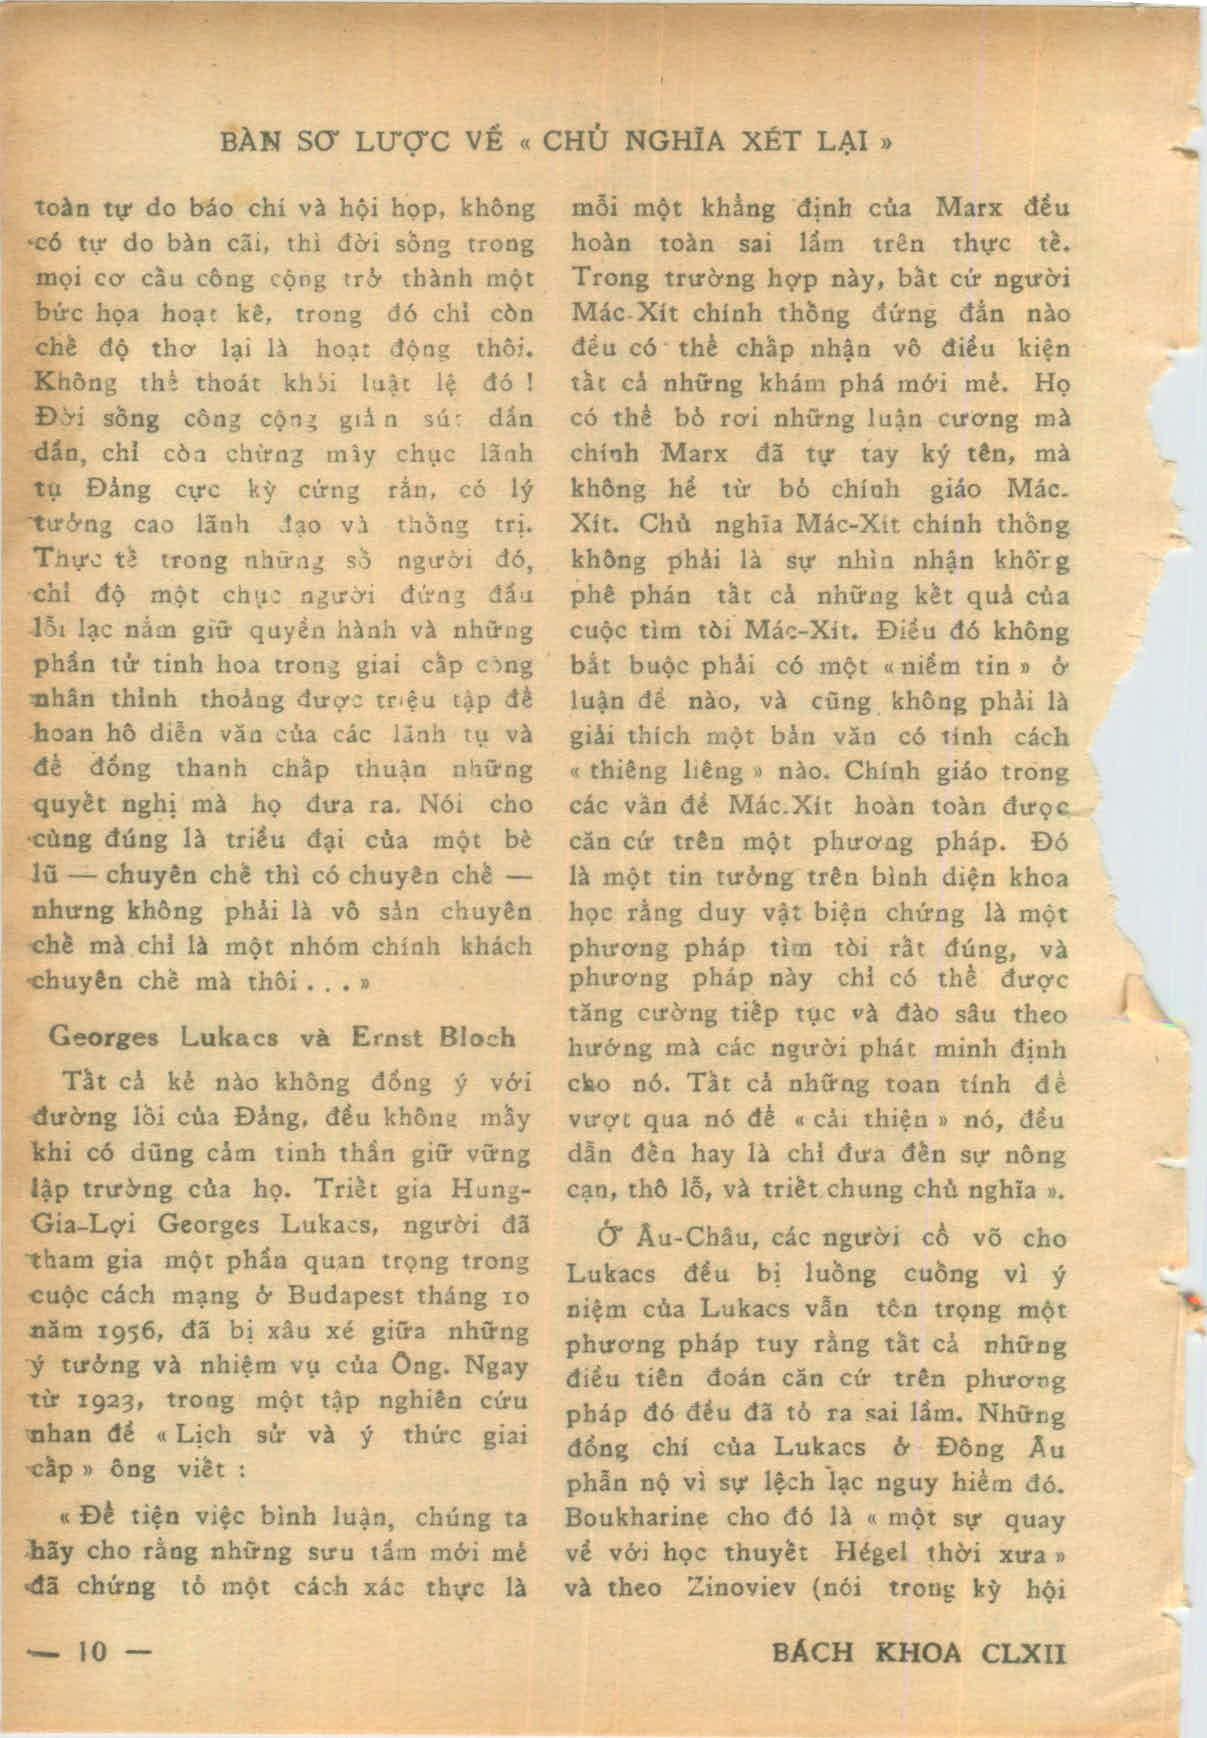 BÀN SƠ LƯỢC VỀ « CHỦ NGHĨA XÉT LẠI »
toàn tự do báo chí và hội họp, không
có tự do bàn cãi, thì đời sống trong
mọi cơ cầu công cộng trở thành một
bức họa hoạt kê, trong đó chỉ còn
chế độ thơ lại là hoạt động thôi.
Không thể thoát khỏi luật lệ đó !
Đời sống công cộng giản sút dần
dần, chỉ còn chừng mây chục lãnh
tụ Đảng cực kỳ cứng rắn, có lý
tưởng cao lãnh đạo và thống trị.
Thực tế trong những số người đó,
chỉ độ một chục người đứng đầu
lỗi lạc nắm giữ quyền hành và những
phần tử tinh hoa trong giai cấp công
nhân thỉnh thoảng được triệu tập để
hoan hô diễn văn của các lãnh tụ và
để đồng thanh chấp thuận những
quyết nghị mà họ đưa ra. Nói cho
cùng đúng là triều đại của một bè
lũ — chuyên chế thì có chuyên chế —
nhưng không phải là vô sản chuyên
chế mà chỉ là một nhóm chính khách
chuyên chế mà thôi . . . »
Georges Lukacs và Ernst Bloch
Tất cả kẻ nào không đồng ý với
đường lối của Đảng, đều không mấy
khi có dũng cảm tinh thần giữ vững
lập trường của họ. Triết gia Hung-
Gia-Lợi Georges Lukacs, người đã
tham gia một phần quan trọng trong
cuộc cách mạng ở Budapest tháng 10
năm 1956, đã bị xâu xé giữa những
ý tưởng và nhiệm vụ của Ông. Ngay
từ 1923, trong một tập nghiên cứu
nhan đề « Lịch sử và ý thức giai
cấp » ông viết :
« Để tiện việc bình luận, chúng ta
hãy cho rằng những sưu tầm mới mẻ
đã chứng tỏ một cách xác thực là
mỗi một khẳng định của Marx đều
hoàn toàn sai lầm trên thực tế.
Trong trường hợp này, bất cứ người
Mác-Xít chính thống đứng đắn nào
đều có thể chấp nhận vô điều kiện
tất cả những khám phá mới mẻ. Họ
có thể bỏ rơi những luận cương mà
chính Marx đã tự tay ký tên, mà
không hề từ bỏ chính giáo Mác-
Xít. Chủ nghĩa Mác-Xít chính thống
không phải là sự nhìn nhận không
phê phán tất cả những kết quả của
cuộc tìm tòi Mác-Xít. Điều đó không
bắt buộc phải có một « niềm tin » ở
luận đề nào, và cũng không phải là
giải thích một bản văn có tính cách
« thiêng liêng » nào. Chính giáo trong
các vấn đề Mác-Xít hoàn toàn được
căn cứ trên một phương pháp. Đó
là một tin tưởng trên bình diện khoa
học rằng duy vật biện chứng là một
phương pháp tìm tòi rất đúng, và
phương pháp này chỉ có thể được
tăng cường tiếp tục và đào sâu theo
hướng mà các người phát minh định
cho nó. Tất cả những toan tính để
vượt qua nó để « cải thiện » nó, đều
dẫn đến hay là chỉ đưa đến sự nông
cạn, thô lỗ, và triết chung chủ nghĩa ».
Ở Âu-Châu, các người cổ võ cho
Lukacs đều bị luồng cuồng vì ý
niệm của Lukacs vẫn tôn trọng một
phương pháp tuy rằng tất cả những
điều tiên đoán căn cứ trên phương
pháp đó đều đã tỏ ra sai lầm. Những
đồng chí của Lukacs ở Đông Âu
phẫn nộ vì sự lệch lạc nguy hiểm đó.
Boukharine cho đó là « một sự quay
về với học thuyết Hégel thời xưa »
và theo Zinoviev (nói trong kỳ hội
— 10 —
BÁCH KHOA CLXII